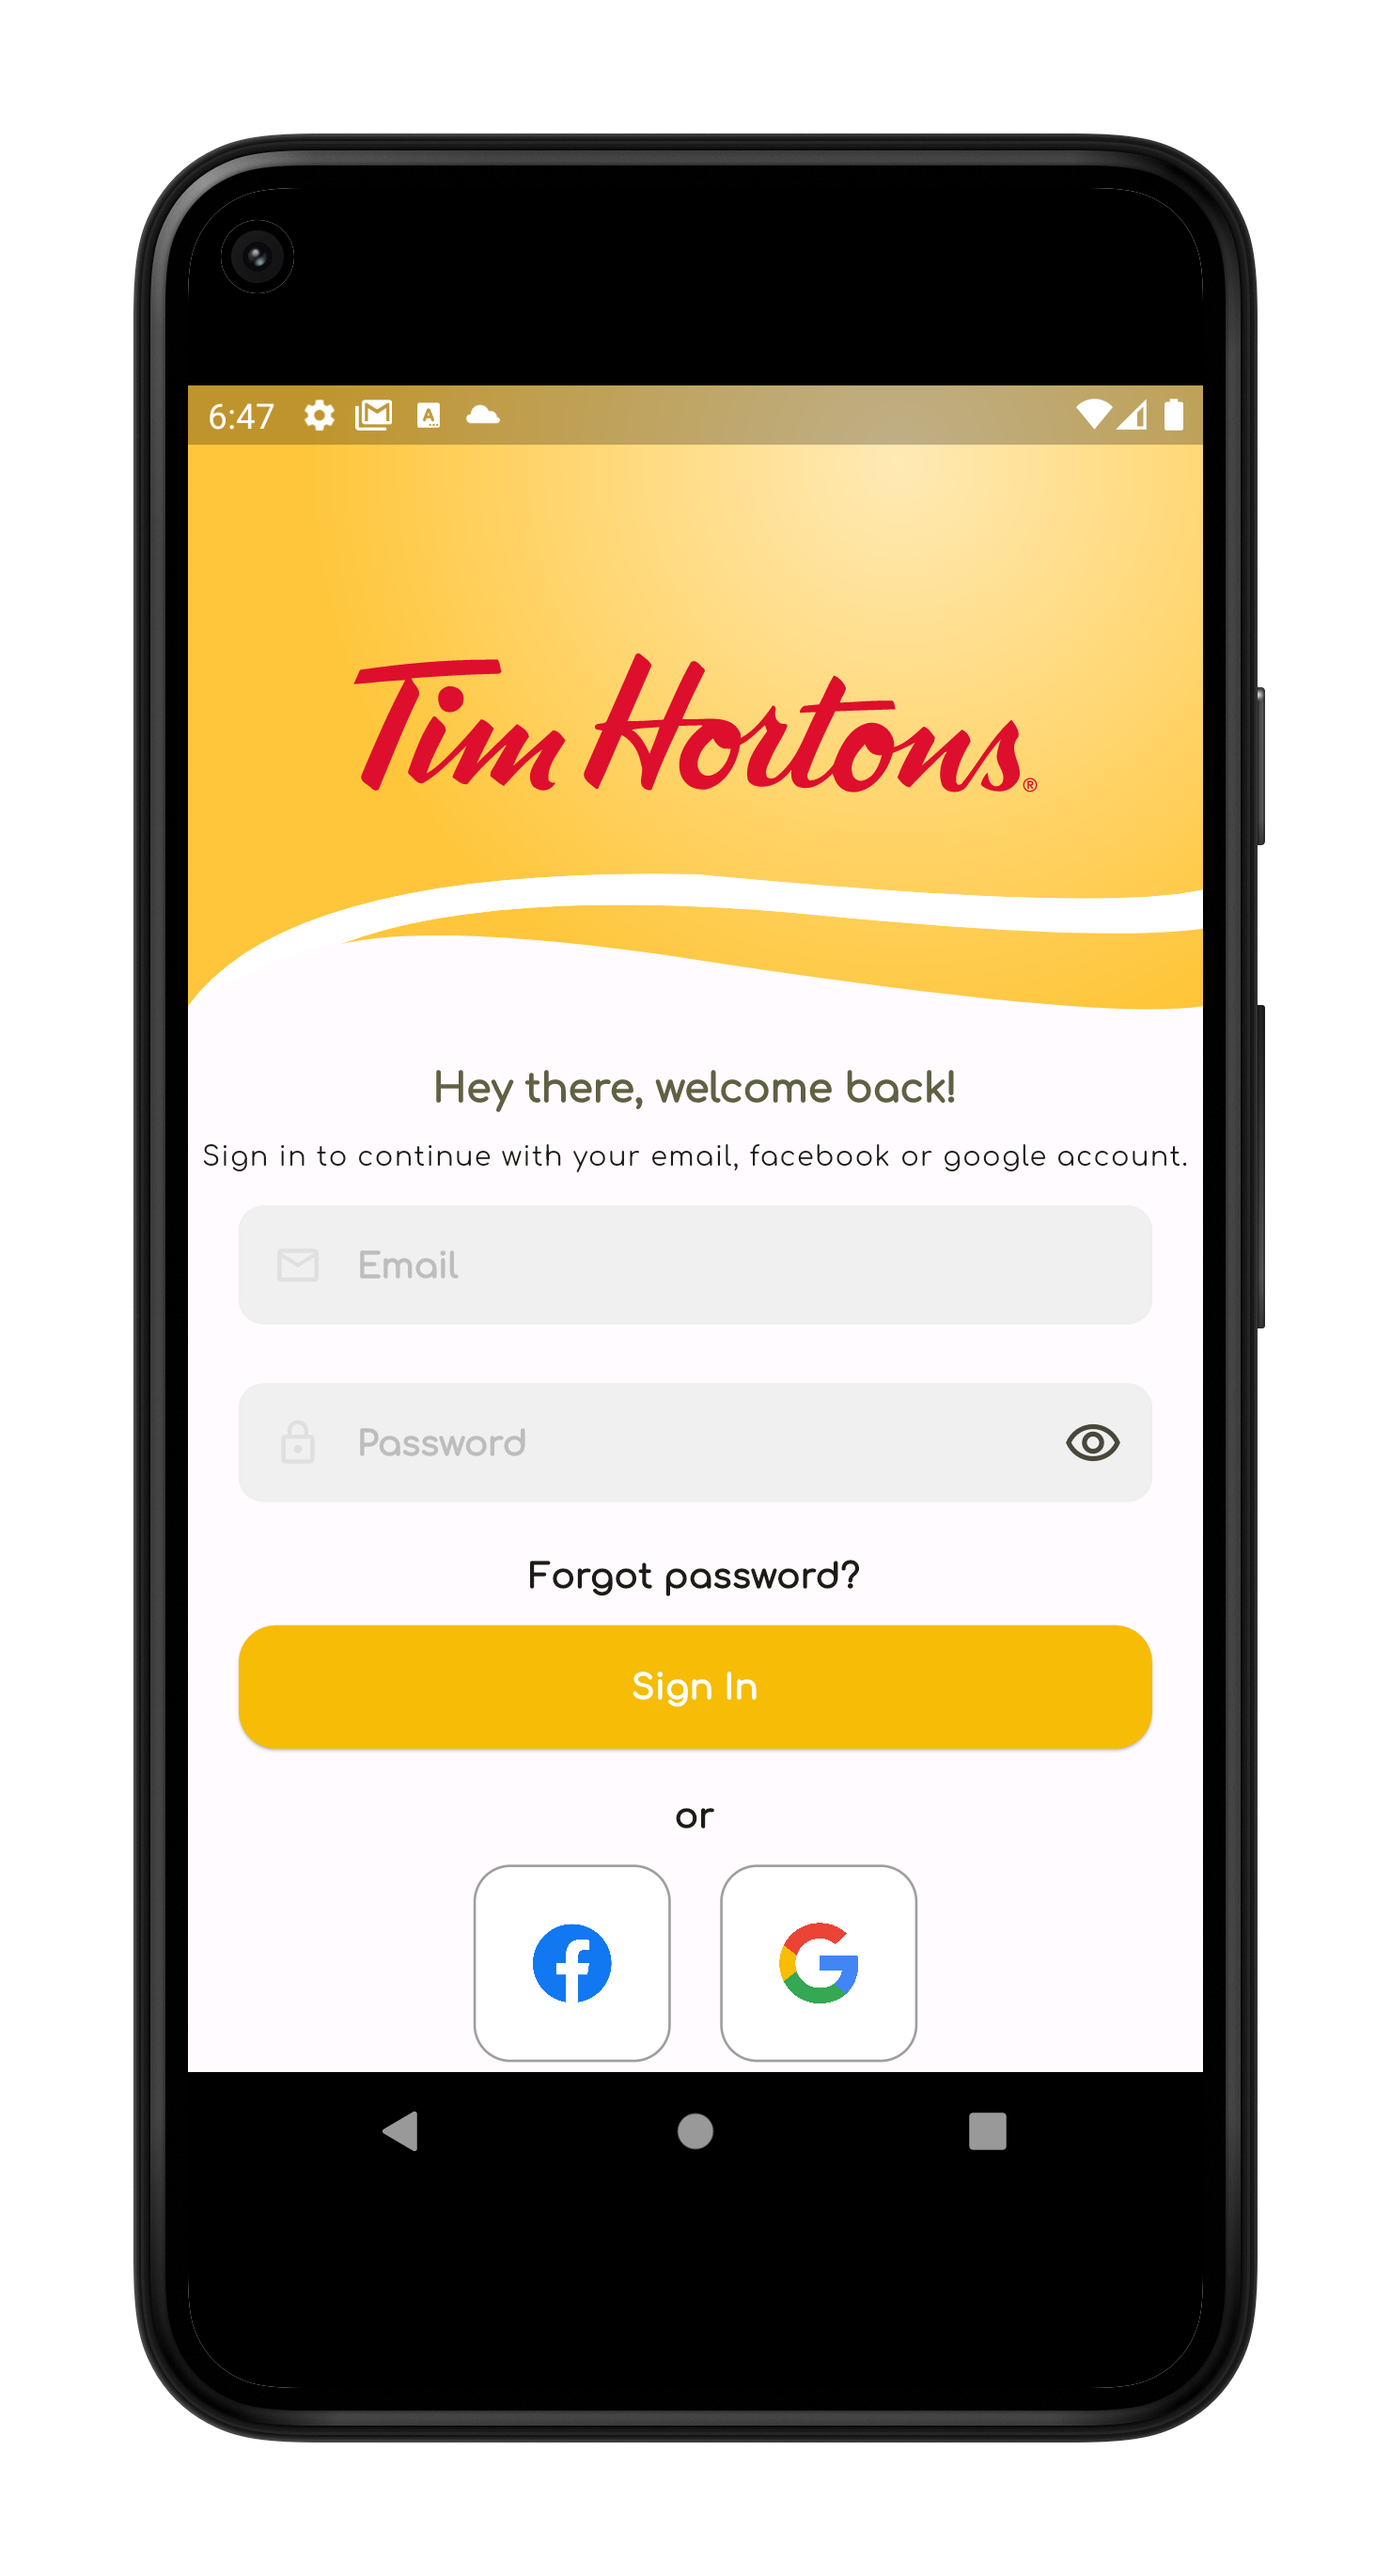 6:47
Tim Hortons®
Hey there, welcome back!
Sign in to continue with your email, facebook or google account.
Email
Password
Forgot password?
Sign In
or